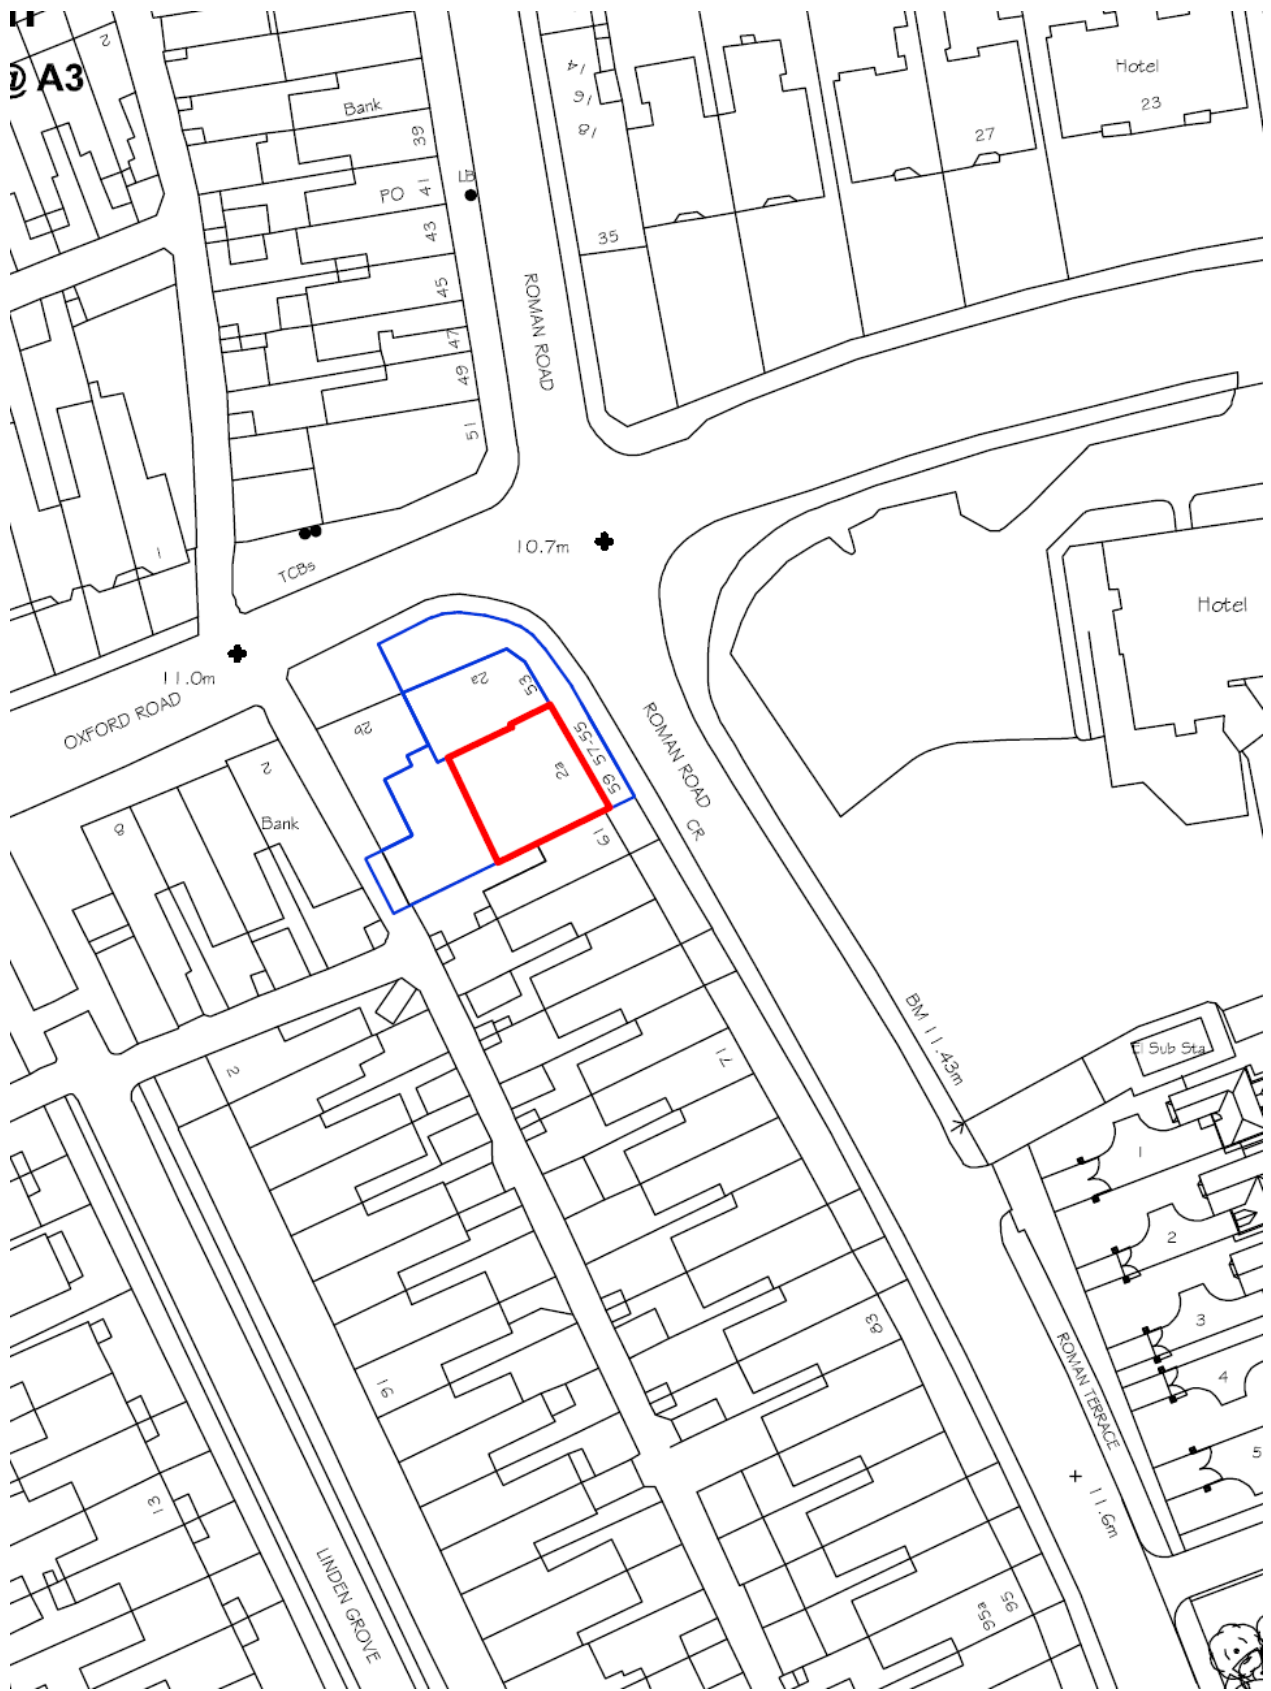 2
@ A3
Bank
39
PO
41
LB
43
45
47
49
51
14
16
18
35
27
Hotel
23
ROMAN ROAD
1
TCBs
10.7m
11.0m
OXFORD ROAD
2b
2a
53
57-55
59
2a
61
ROMAN ROAD
CR
Hotel
2
Bank
8
BM 11.43m
El Sub Sta
71
2
1
2
3
4
5
83
16
13
ROMAN TERRACE
11.6m
LINDEN GROVE
95
95a